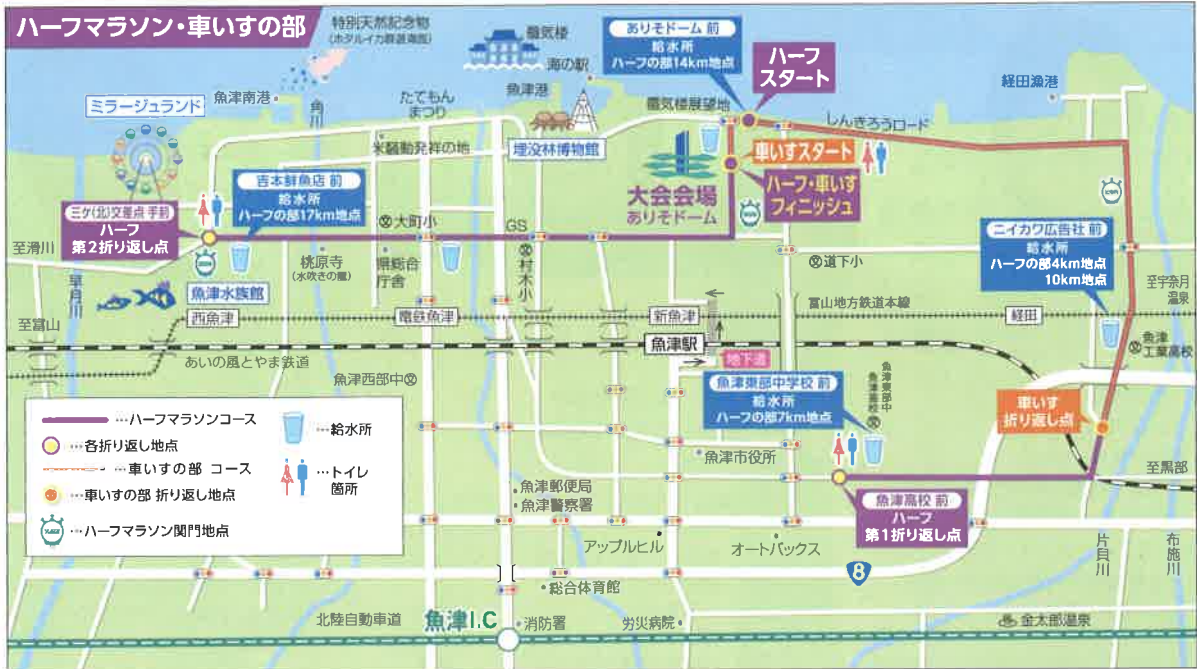 ハーフマラソン・車いすの部
特別天然記念物
(ホタルイカ群遊海面)
蜃気楼
海の駅
ありそドーム 前
給水所
ハーフの部14km地点
ハーフ
スタート
経田漁港
ミラージュランド
魚津南港
角川
たてもん
まつり
魚津港
蜃気楼展望地
しんきろうロード
米騒動発祥の地
埋没林博物館
車いすスタート
ハーフ・車いす
フィニッシュ
大会会場
ありそドーム
吉本鮮魚店 前
給水所
ハーフの部17km地点
三ケ(北)交差点 手前
ハーフ
第2折り返し点
大町小
GS
村木小
道下小
ニイカワ広告社 前
給水所
ハーフの部4km地点
10km地点
至滑川
早月川
桃原寺
(水吹きの龍)
県総合
庁舎
魚津水族館
至宇奈月
温泉
至富山
西魚津
電鉄魚津
新魚津
富山地方鉄道本線
経田
魚津
工業高校
魚津駅
地下道
あいの風とやま鉄道
魚津西部中
魚津東部中学校 前
給水所
ハーフの部7km地点
魚津東部中
魚津高校
車いす
折り返し点
…ハーフマラソンコース
…各折り返し地点
…車いすの部 コース
…車いすの部 折り返し地点
…ハーフマラソン関門地点
…給水所
…トイレ
箇所
魚津市役所
至黒部
魚津郵便局
魚津警察署
魚津高校 前
ハーフ
第1折り返し点
アップルヒル
オートバックス
片貝川
布施川
8
総合体育館
北陸自動車道
魚津I.C
消防署
労災病院
金太郎温泉